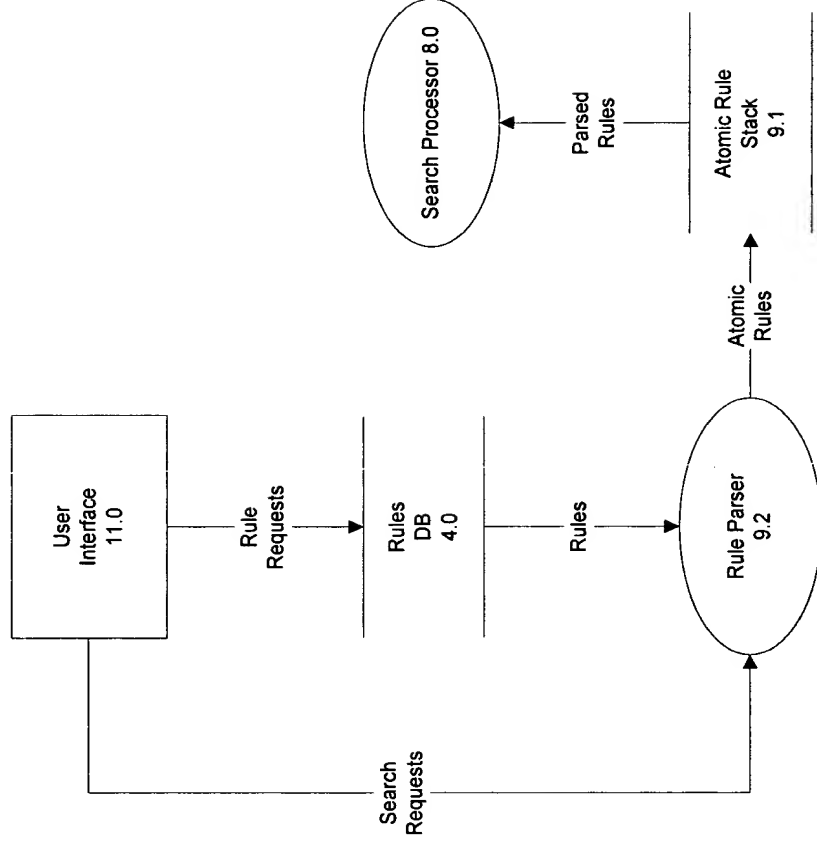 User
Interface
11.0
Rule
Requests
Rules
DB
4.0
Rules
Rule Parser
9.2
Search
Requests
Atomic
Rules
Atomic Rule
Stack
9.1
Parsed
Rules
Search Processor 8.0